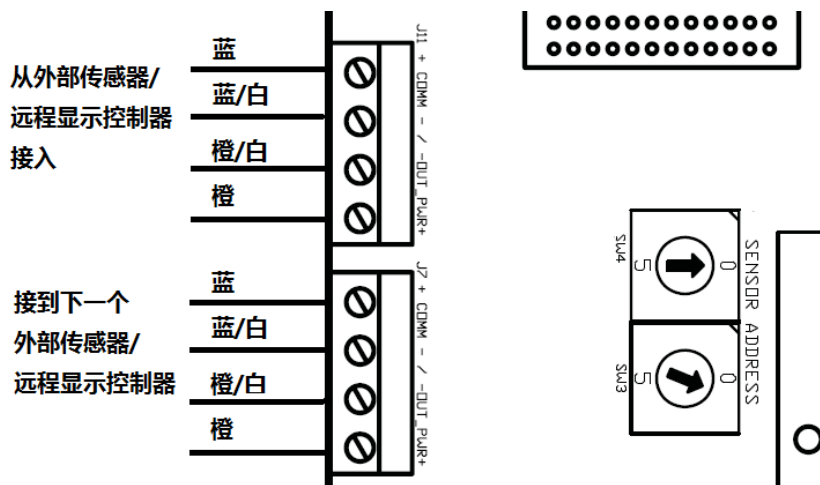 蓝
从外部传感器/
远程显示控制器
接入
蓝/白
橙/白
橙
J11 + COMM - / -OUT_PWR+
接到下一个
外部传感器/
远程显示控制器
蓝
蓝/白
橙/白
橙
J7 + COMM - / -OUT_PWR+
SW4
5
0
SW3
5
0
SENSOR ADDRESS